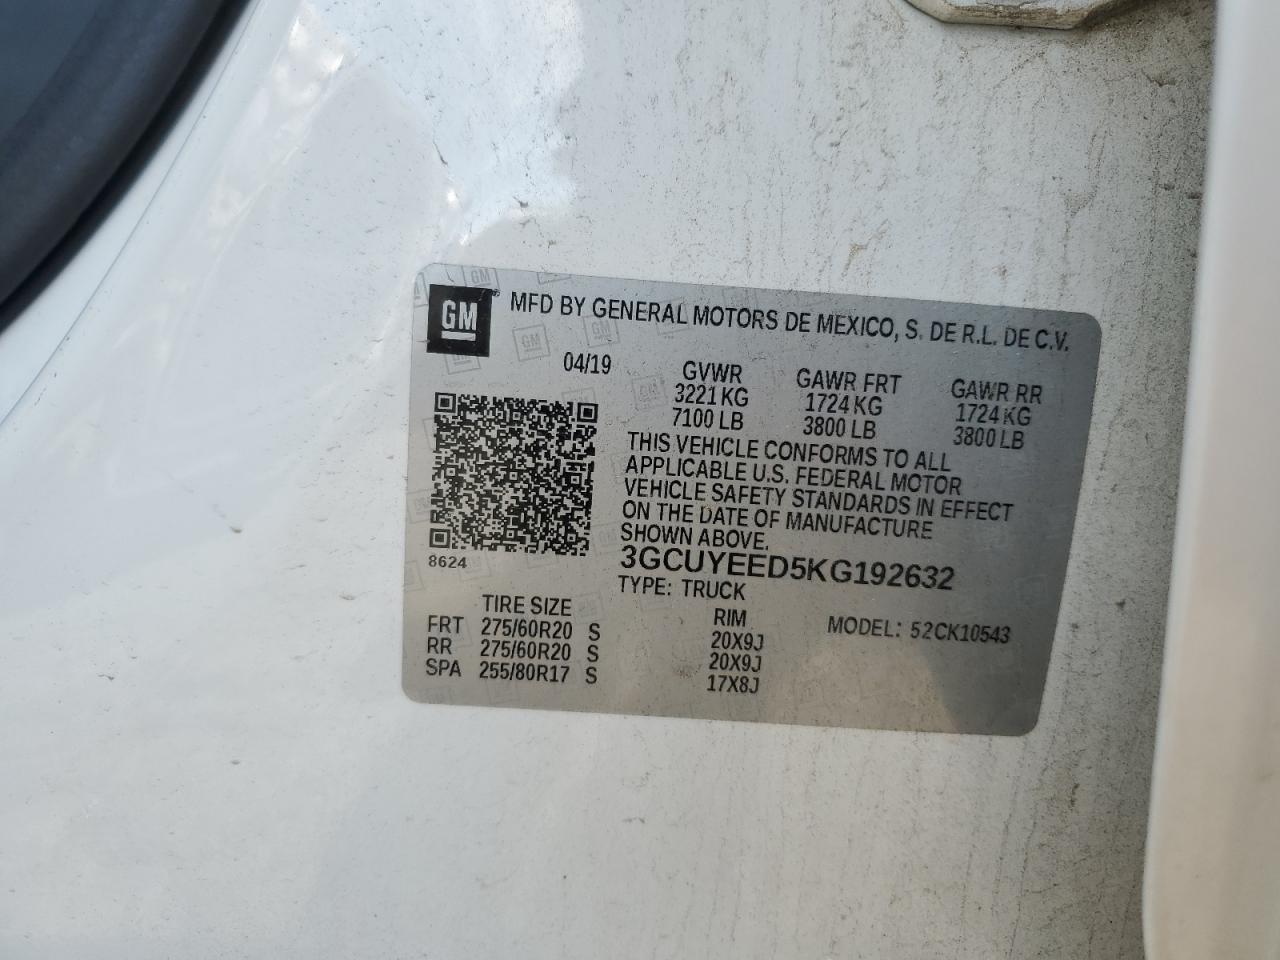 GM
MFD BY GENERAL MOTORS DE MEXICO, S. DE R.L. DE C.V.
04/19
GVWR
3221 KG
7100 LB
GAWR FRT
1724 KG
3800 LB
GAWR RR
1724 KG
3800 LB
THIS VEHICLE CONFORMS TO ALL
APPLICABLE U.S. FEDERAL MOTOR
VEHICLE SAFETY STANDARDS IN EFFECT
ON THE DATE OF MANUFACTURE
SHOWN ABOVE.
8624
3GCUYEED5KG192632
TYPE: TRUCK
MODEL: 52CK10543
TIRE SIZE RIM
FRT 275/60R20 S 20X9J
RR 275/60R20 S 20X9J
SPA 255/80R17 S 17X8J